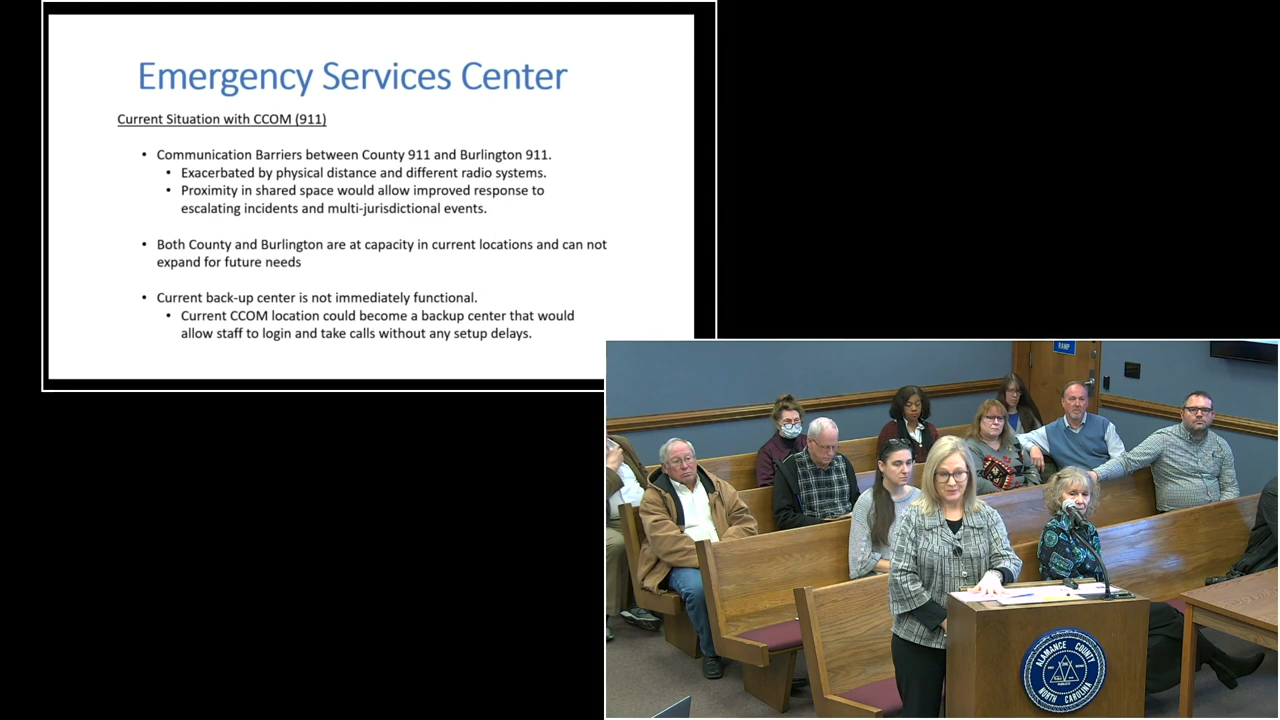 Emergency Services Center
Current Situation with CCOM (911)
• Communication Barriers between County 911 and Burlington 911.
• Exacerbated by physical distance and different radio systems.
• Proximity in shared space would allow improved response to
escalating incidents and multi-jurisdictional events.
• Both County and Burlington are at capacity in current locations and can not
expand for future needs
• Current back-up center is not immediately functional.
• Current CCOM location could become a backup center that would
allow staff to login and take calls without any setup delays.
RAMP
ALAMANCE COUNTY
NORTH CAROLINA